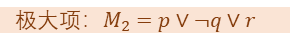 极大项：M₂ = p ∨ ¬q ∨ r